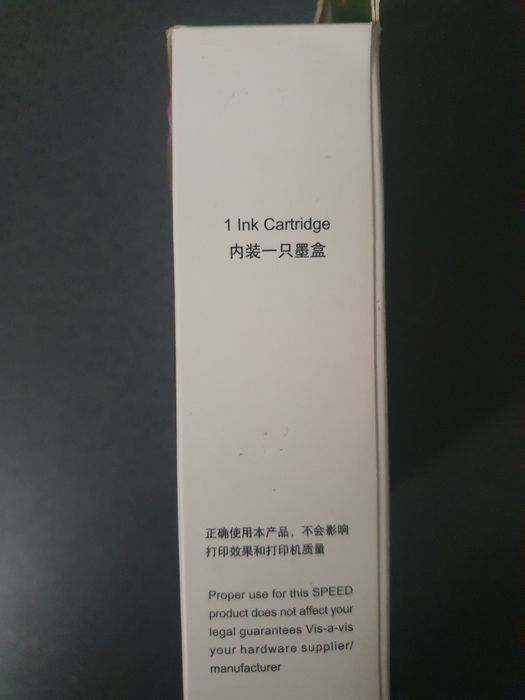 1 Ink Cartridge
内装一只墨盒
正确使用本产品，不会影响
打印效果和打印机质量
Proper use for this SPEED
product does not affect your
legal guarantees Vis-a-vis
your hardware supplier/
manufacturer